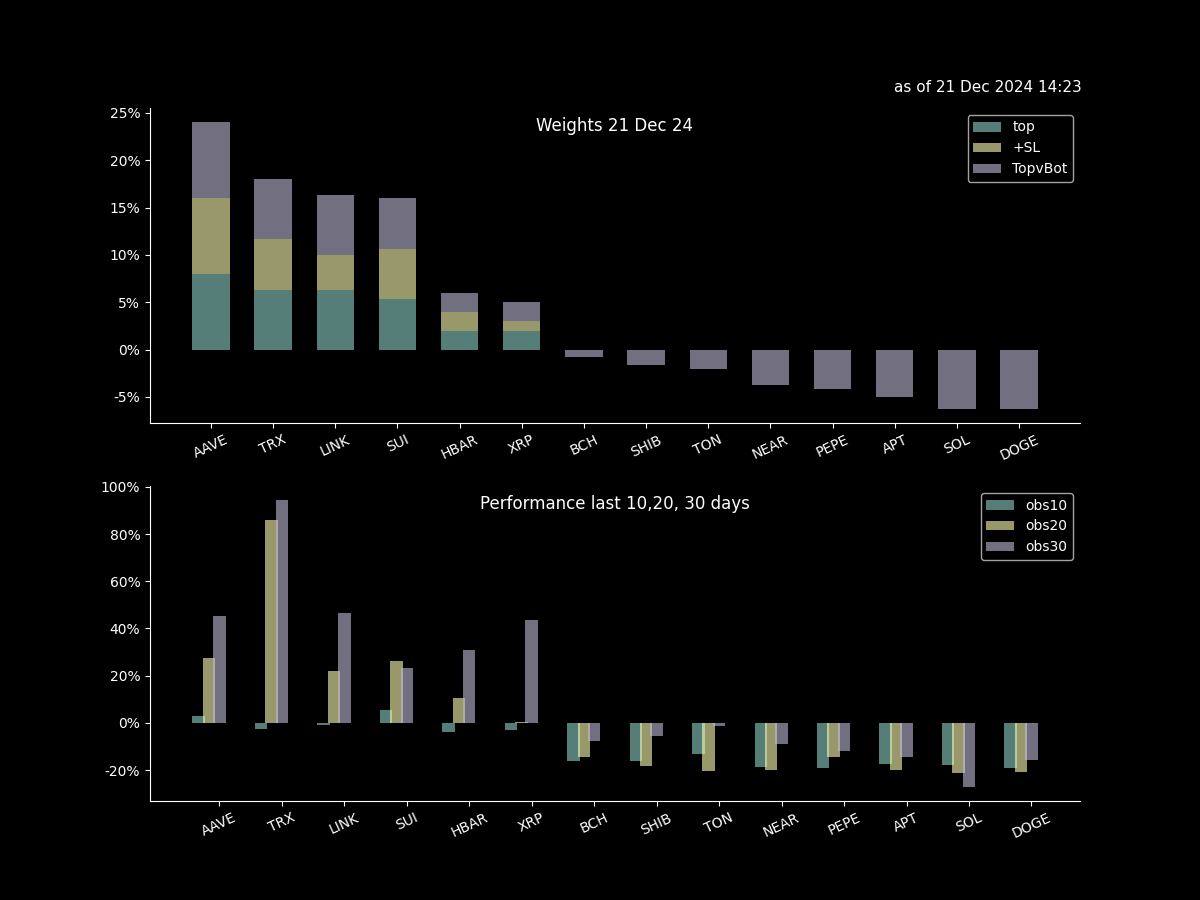 as of 21 Dec 2024 14:23
Weights 21 Dec 24
top
+SL
TopvBot
25%
20%
15%
10%
5%
0%
-5%
AAVE TRX LINK SUI HBAR XRP BCH SHIB TON NEAR PEPE APT SOL DOGE
Performance last 10,20, 30 days
obs10
obs20
obs30
100%
80%
60%
40%
20%
0%
-20%
AAVE TRX LINK SUI HBAR XRP BCH SHIB TON NEAR PEPE APT SOL DOGE